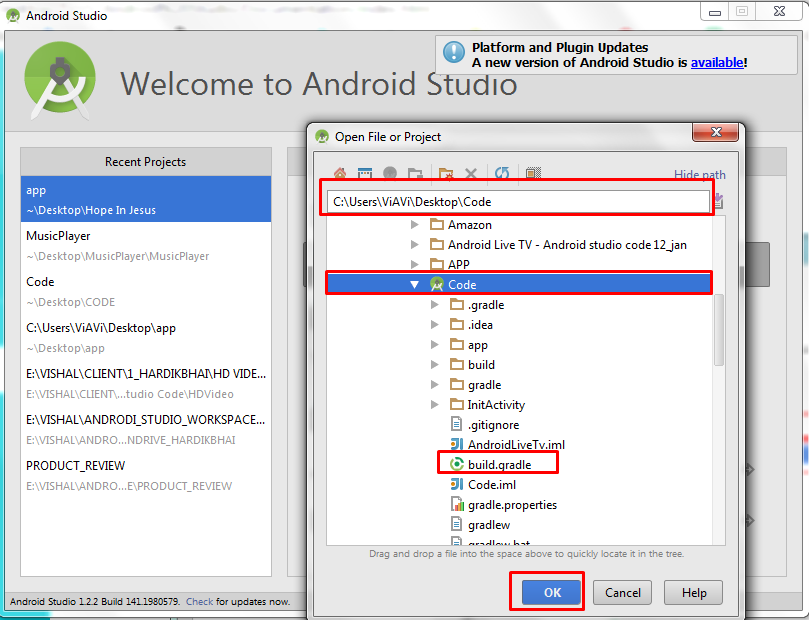 Android Studio
Platform and Plugin Updates
A new version of Android Studio is available!
Welcome to Android Studio
Recent Projects
app
~\Desktop\Hope In Jesus
MusicPlayer
~\Desktop\MusicPlayer\MusicPlayer
Code
~\Desktop\CODE
C:\Users\ViAVi\Desktop\app
~\Desktop\app
E:\VISHAL\CLIENT\1_HARDIKBHAI\HD VIDE...
E:\VISHAL\CLIENT\...tudio Code\HDVideo
E:\VISHAL\ANDRODI_STUDIO_WORKSPACE...
E:\VISHAL\ANDRO...NDRIVE_HARDIKBHAI
PRODUCT_REVIEW
E:\VISHAL\ANDRO...E\PRODUCT_REVIEW
Open File or Project
Hide path
C:\Users\ViAVi\Desktop\Code
Amazon
Android Live TV - Android studio code 12_jan
APP
Code
.gradle
.idea
app
build
gradle
InitActivity
.gitignore
AndroidLiveTv.iml
build.gradle
Code.iml
gradle.properties
gradlew
gradlew.bat
Drag and drop a file into the space above to quickly locate it in the tree.
OK
Cancel
Help
Android Studio 1.2.2 Build 141.1980579. Check for updates now.